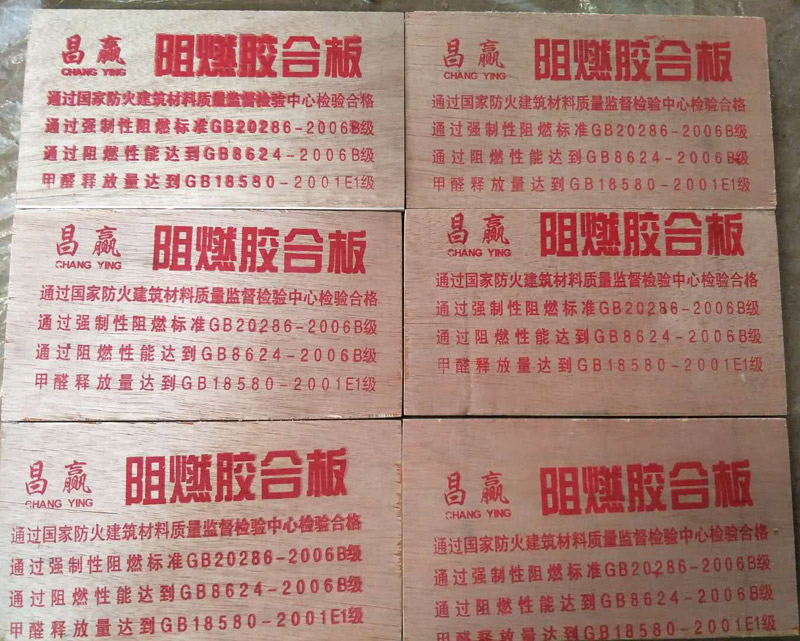 昌赢 阻燃胶合板
CHANG YING
通过国家防火建筑材料质量监督检验中心检验合格
通过强制性阻燃标准GB20286-2006B级
通过阻燃性能达到GB8624-2006B级
甲醛释放量达到GB18580-2001E1级
昌赢 阻燃胶合板
CHANG YING
通过国家防火建筑材料质量监督检验中心检验合格
通过强制性阻燃标准GB20286-2006B级
通过阻燃性能达到GB8624-2006B级
甲醛释放量达到GB18580-2001E1级
昌赢 阻燃胶合板
CHANG YING
通过国家防火建筑材料质量监督检验中心检验合格
通过强制性阻燃标准GB20286-2006B级
通过阻燃性能达到GB8624-2006B级
甲醛释放量达到GB18580-2001E1级
昌赢 阻燃胶合板
CHANG YING
通过国家防火建筑材料质量监督检验中心检验合格
通过强制性阻燃标准GB20286-2006B级
通过阻燃性能达到GB8624-2006B级
甲醛释放量达到GB18580-2001E1级
昌赢 阻燃胶合板
CHANG YING
通过国家防火建筑材料质量监督检验中心检验合格
通过强制性阻燃标准GB20286-2006B级
通过阻燃性能达到GB8624-2006B级
甲醛释放量达到GB18580-2001E1级
昌赢 阻燃胶合板
CHANG YING
通过国家防火建筑材料质量监督检验中心检验合格
通过强制性阻燃标准GB20286-2006B级
通过阻燃性能达到GB8624-2006B级
甲醛释放量达到GB18580-2001E1级